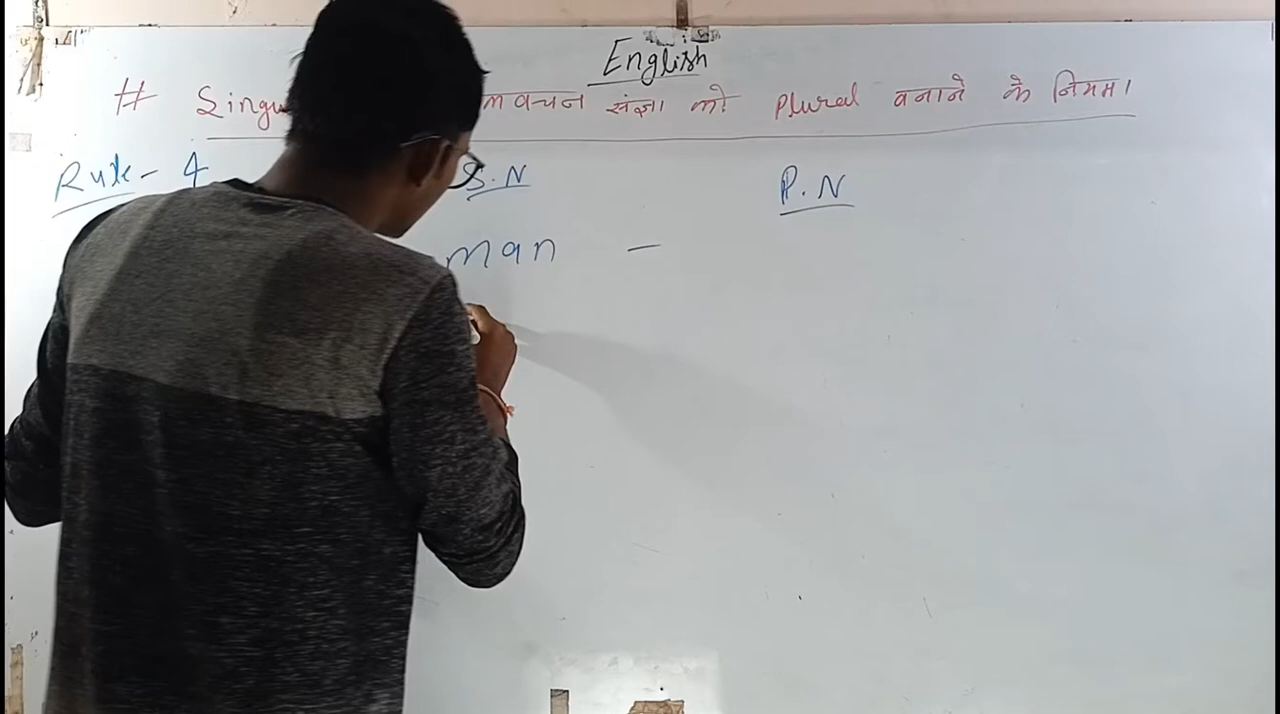 English
# Singu वचन संज्ञा को Plural बनाने के नियम।
Rule - 4 S.N P.N
man -